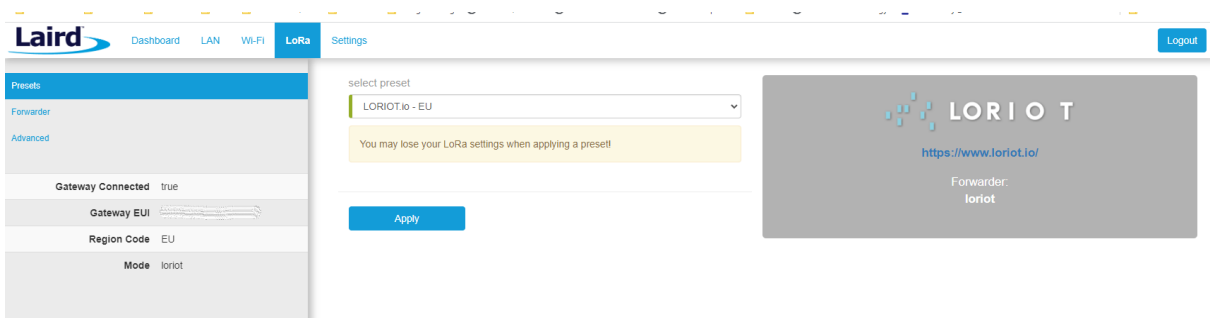 Laird
Dashboard LAN Wi-Fi LoRa Settings Logout
Presets
Forwarder
Advanced
Gateway Connected true
Gateway EUI
Region Code EU
Mode loriot
select preset
LORIOT.io - EU
You may lose your LoRa settings when applying a preset!
Apply
LORIOT
https://www.loriot.io/
Forwarder:
loriot